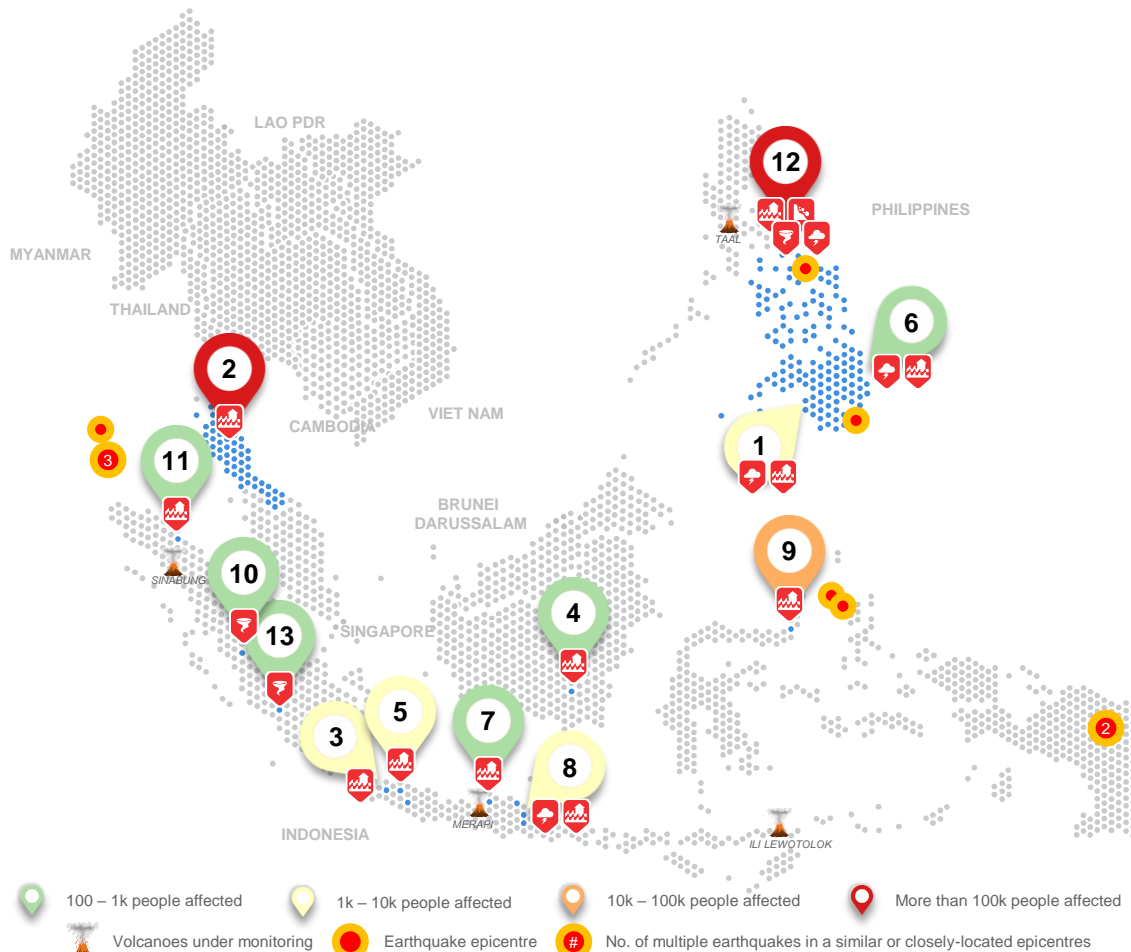 LAO PDR
12
PHILIPPINES
TAAL
MYANMAR
THAILAND
6
2
VIET NAM
CAMBODIA
1
11
3
BRUNEI
DARUSSALAM
9
SINABUNG
10
4
13
SINGAPORE
5
7
3
2
8
INDONESIA
MERAPI
ILI LEWOTOLOK
100 – 1k people affected
1k – 10k people affected
10k – 100k people affected
More than 100k people affected
Volcanoes under monitoring
Earthquake epicentre
# No. of multiple earthquakes in a similar or closely-located epicentres